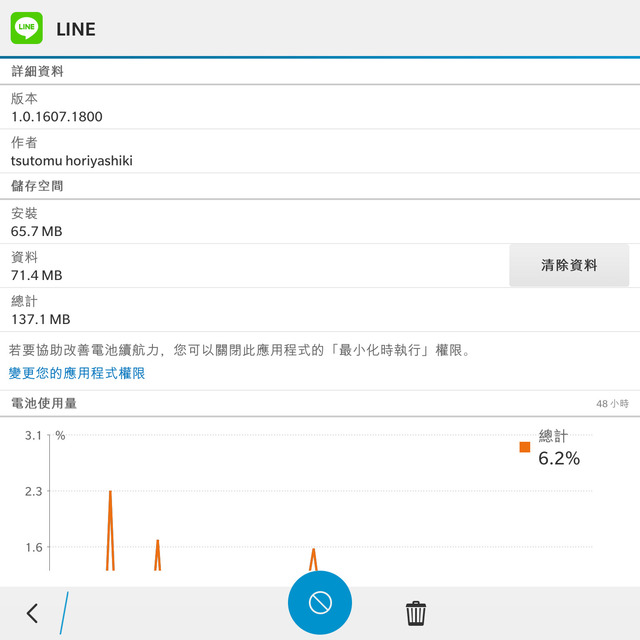 LINE
LINE
詳細資料
版本
1.0.1607.1800
作者
tsutomu horiyashiki
儲存空間
安裝
65.7 MB
資料
71.4 MB
清除資料
總計
137.1 MB
若要協助改善電池續航力，您可以關閉此應用程式的「最小化時執行」權限。
變更您的應用程式權限
電池使用量
48 小時
3.1 %
總計
6.2%
2.3
1.6